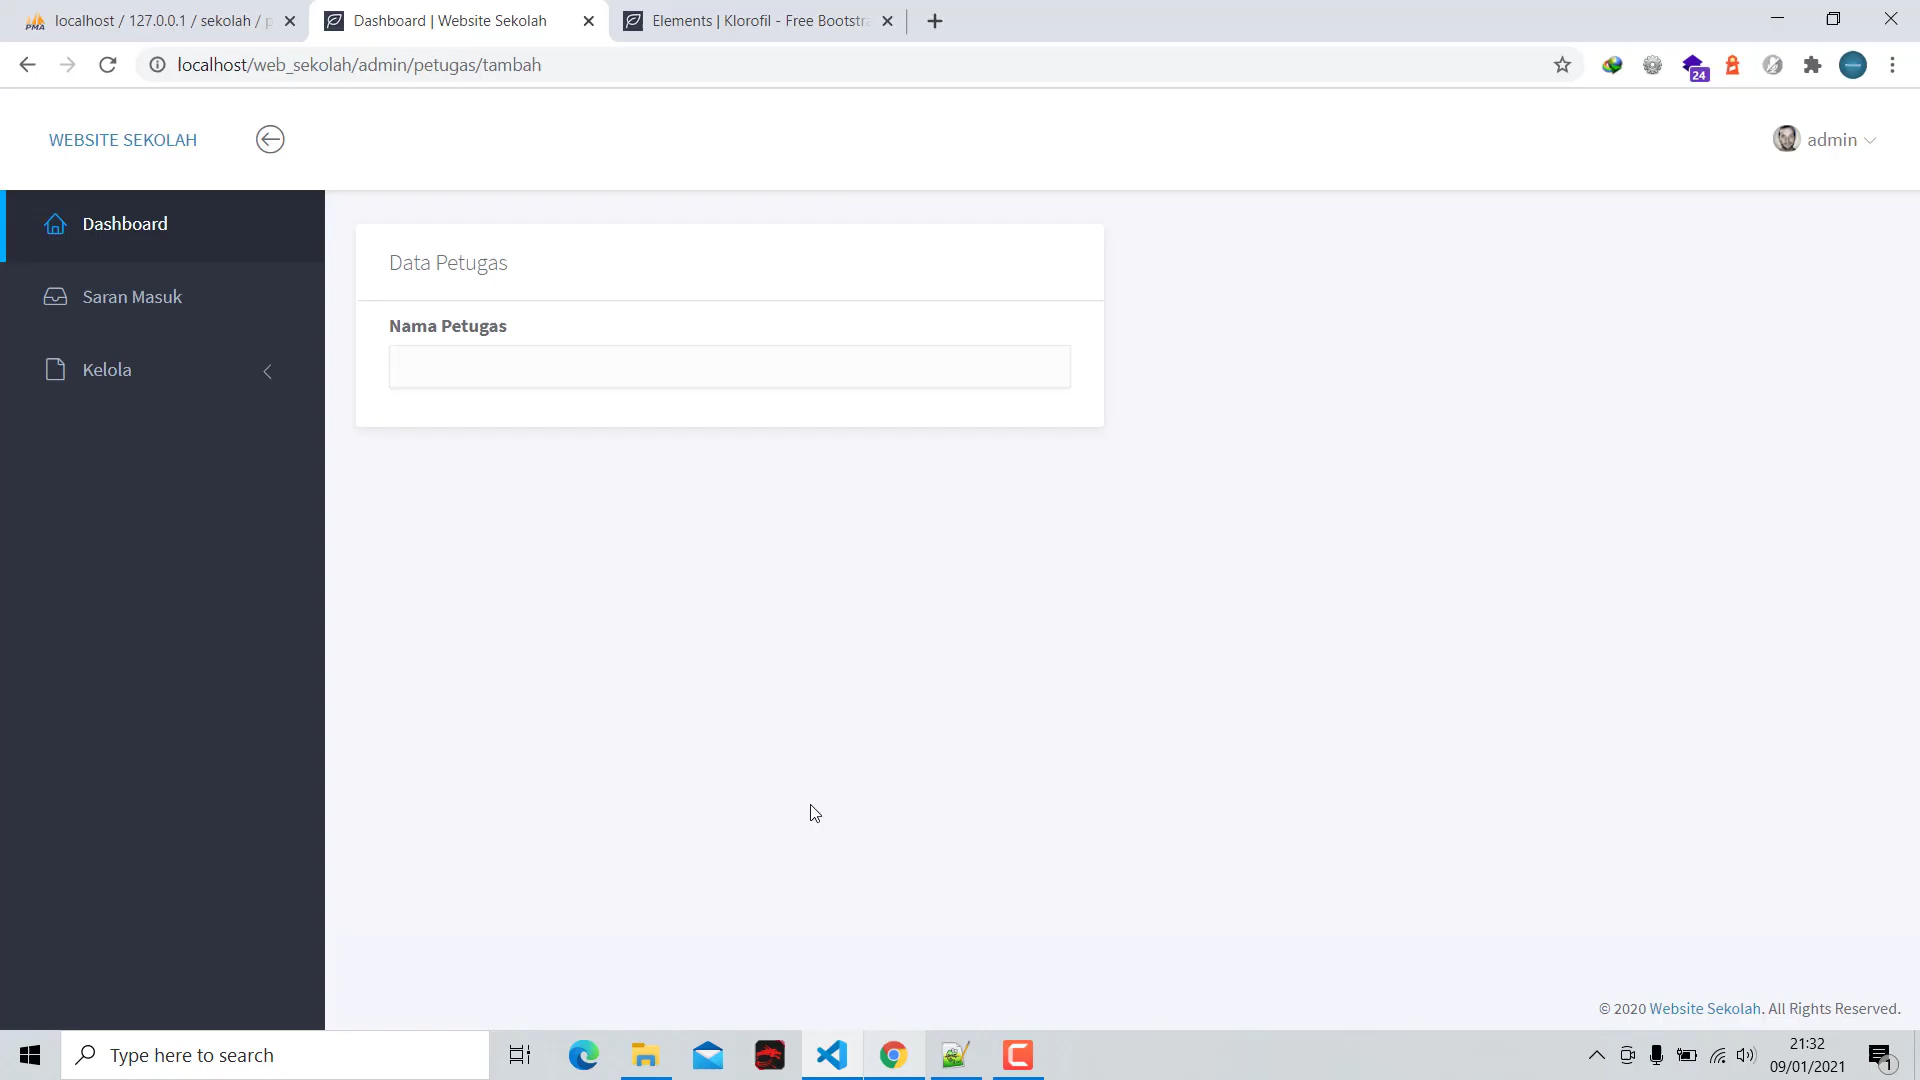 localhost / 127.0.0.1 / sekolah / p
Dashboard | Website Sekolah
Elements | Klorofil - Free Bootstra
localhost/web_sekolah/admin/petugas/tambah
24
WEBSITE SEKOLAH
admin
Dashboard
Saran Masuk
Kelola
Data Petugas
Nama Petugas
© 2020 Website Sekolah. All Rights Reserved.
Type here to search
21:32
09/01/2021
1